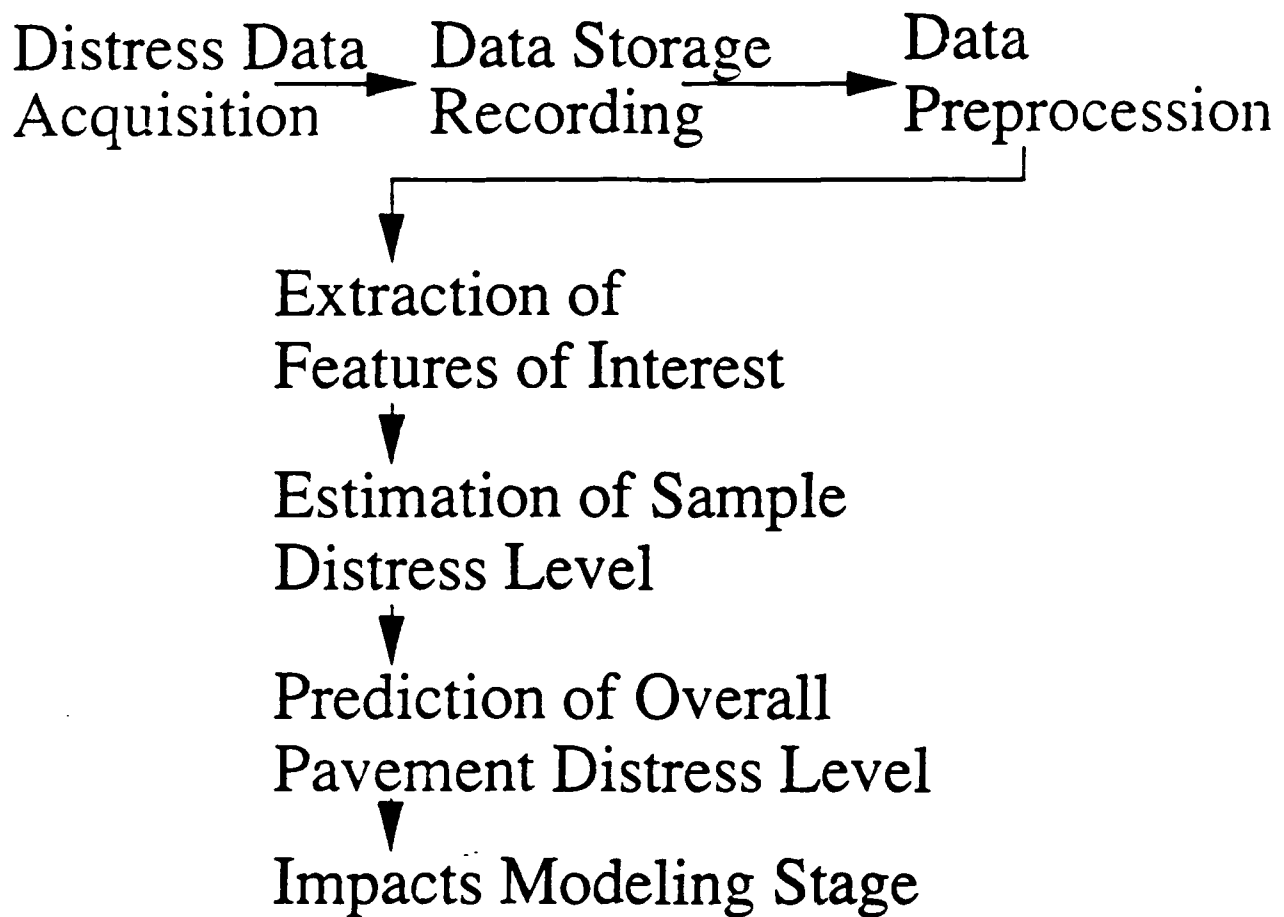 Distress Data
Acquisition
Data Storage
Recording
Data
Preprocession
Extraction of
Features of Interest
Estimation of Sample
Distress Level
Prediction of Overall
Pavement Distress Level
Impacts Modeling Stage